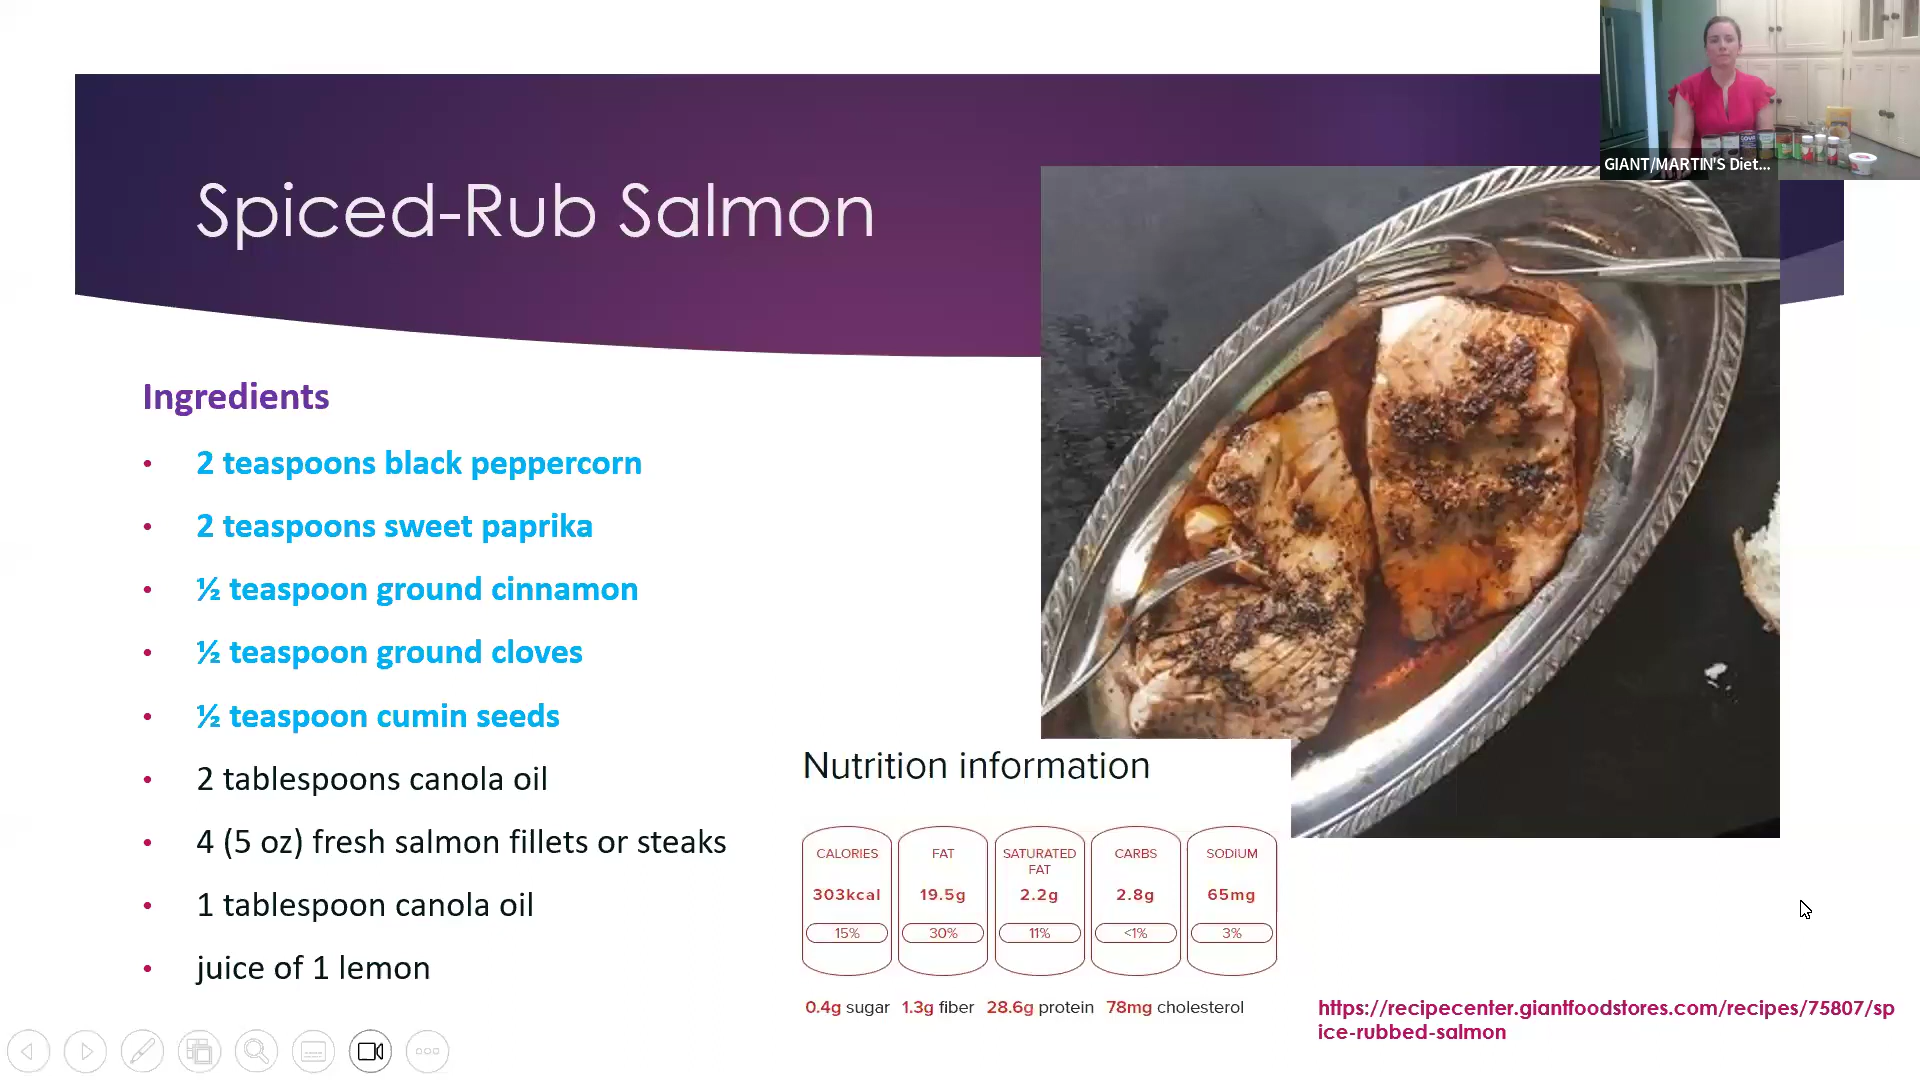 GIANT/MARTIN'S Diet...
Spiced-Rub Salmon
Ingredients
• 2 teaspoons black peppercorn
• 2 teaspoons sweet paprika
• ½ teaspoon ground cinnamon
• ½ teaspoon ground cloves
• ½ teaspoon cumin seeds
• 2 tablespoons canola oil
• 4 (5 oz) fresh salmon fillets or steaks
• 1 tablespoon canola oil
• juice of 1 lemon
Nutrition information
CALORIES
303kcal
15%
FAT
19.5g
30%
SATURATED
FAT
2.2g
11%
CARBS
2.8g
<1%
SODIUM
65mg
3%
0.4g sugar 1.3g fiber 28.6g protein 78mg cholesterol
https://recipecenter.giantfoodstores.com/recipes/75807/sp
ice-rubbed-salmon